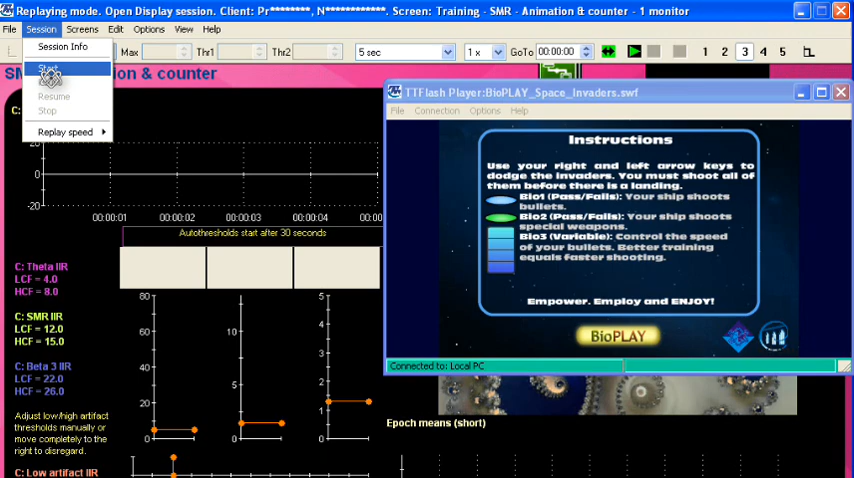 Replaying mode. Open Display session. Client: Pr********, N************. Screen: Training - SMR - Animation & counter - 1 monitor
File Session Screens Edit Options View Help
Max Thr1 Thr2 5 sec 1 x GoTo 00:00:00 1 2 3 4 5
Session Info
Start
Resume
Stop
Replay speed
& counter
C:
20
0
-20
00:00:01 00:00:02 00:00:03 00:00:04
Autothresholds start after 30 seconds
C: Theta IIR
LCF = 4.0
HCF = 8.0
C: SMR IIR
LCF = 12.0
HCF = 15.0
C: Beta 3 IIR
LCF = 22.0
HCF = 26.0
Adjust low/high artifact
thresholds manually or
move completely to the
right to disregard.
C: Low artifact IIR
80
60
40
20
0
10
5
0
5
4
3
2
1
0
TTFlash Player:BioPLAY_Space_Invaders.swf
File Connection Options Help
Instructions
Use your right and left arrow keys to
dodge the invaders. You must shoot all of
them before there is a landing.
Bio1 (Pass/Fails): Your ship shoots
bullets.
Bio2 (Pass/Fails): Your ship shoots
special weapons.
Bio3 (Variable): Control the speed
of your bullets. Better training
equals faster shooting.
Empower. Employ and ENJOY!
BioPLAY
Connected to: Local PC
Epoch means (short)